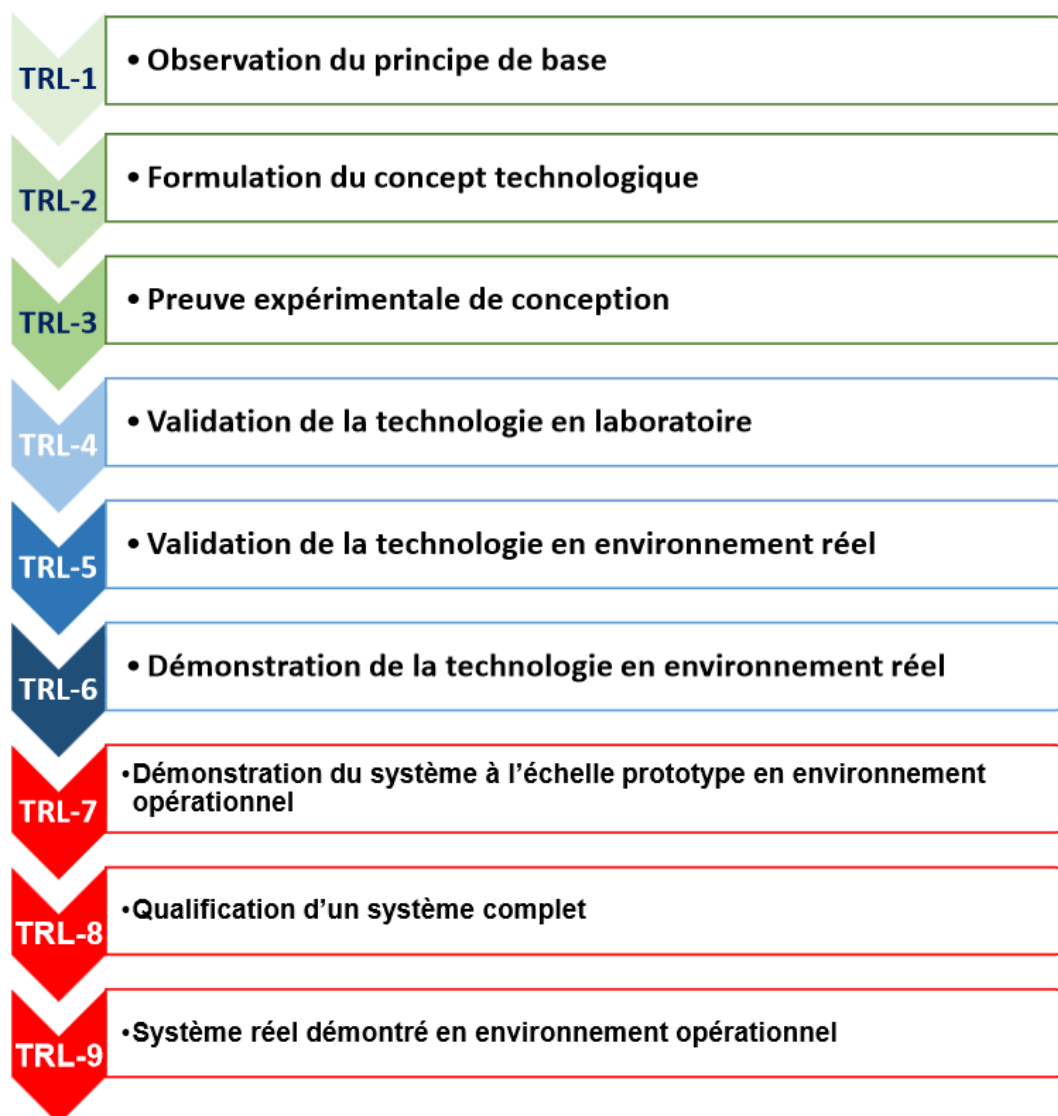 TRL-1
• Observation du principe de base
TRL-2
• Formulation du concept technologique
TRL-3
• Preuve expérimentale de conception
TRL-4
• Validation de la technologie en laboratoire
TRL-5
• Validation de la technologie en environnement réel
TRL-6
• Démonstration de la technologie en environnement réel
TRL-7
•Démonstration du système à l’échelle prototype en environnement
opérationnel
TRL-8
•Qualification d’un système complet
TRL-9
•Système réel démontré en environnement opérationnel